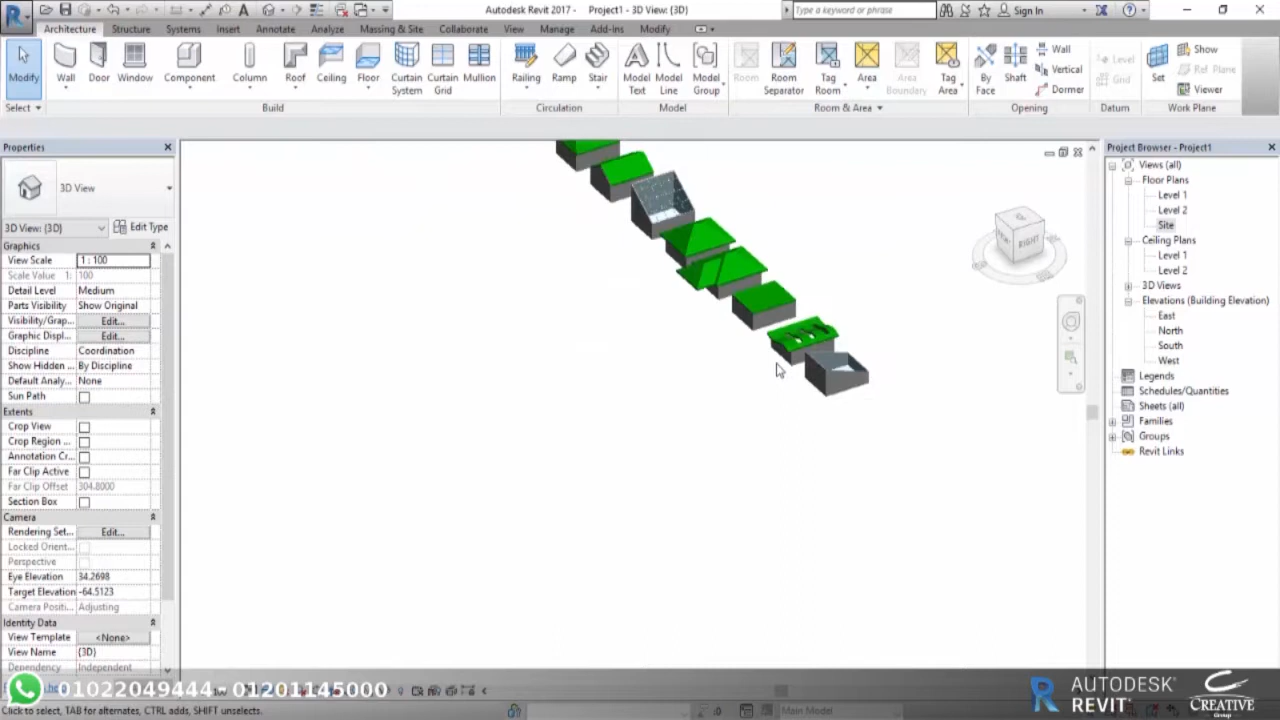 Autodesk Revit 2017 - Project1 - 3D View: {3D}
Type a keyword or phrase
Sign In
Architecture Structure Systems Insert Annotate Analyze Massing & Site Collaborate View Manage Add-Ins Modify
Modify Wall Door Window Component Column Roof Ceiling Floor Curtain System Curtain Grid Mullion Railing Ramp Stair Model Text Model Line Model Group Room Room Separator Tag Room Area Area Boundary Tag Area By Face Shaft Wall Vertical Dormer Level Grid Set Show Ref Plane Viewer
Select Build Circulation Model Room & Area Opening Datum Work Plane
Properties
3D View
3D View: {3D} Edit Type
Graphics
View Scale 1 : 100
Scale Value 1: 100
Detail Level Medium
Parts Visibility Show Original
Visibility/Grap... Edit...
Graphic Displ... Edit...
Discipline Coordination
Show Hidden ... By Discipline
Default Analy... None
Sun Path
Extents
Crop View
Crop Region ...
Annotation Cr...
Far Clip Active
Far Clip Offset 304.8000
Section Box
Camera
Rendering Set... Edit...
Locked Orient...
Perspective
Eye Elevation 34.2698
Target Elevation -64.5123
Camera Positi... Adjusting
Identity Data
View Template <None>
View Name {3D}
Dependency Independent
RIGHT
Project Browser - Project1
Views (all)
Floor Plans
Level 1
Level 2
Site
Ceiling Plans
Level 1
Level 2
3D Views
Elevations (Building Elevation)
East
North
South
West
Legends
Schedules/Quantities
Sheets (all)
Families
Groups
Revit Links
01022049444- 01201145000
Click to select, TAB for alternates, CTRL adds, SHIFT unselects.
:0
Main Model
AUTODESK®
REVIT®
CREATIVE
Group